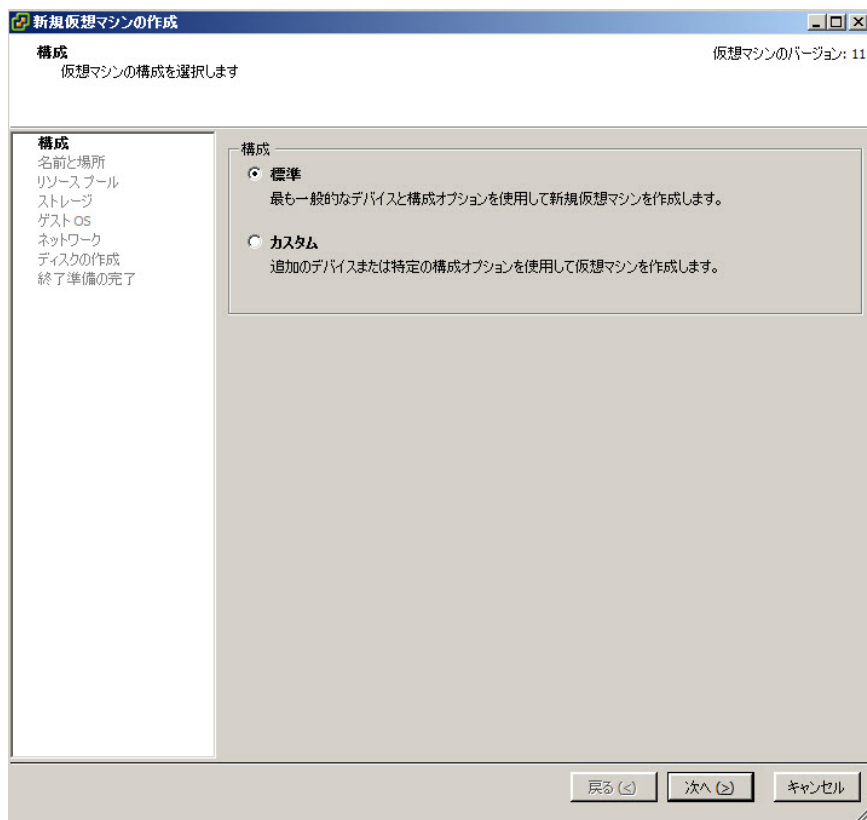 新規仮想マシンの作成
構成
仮想マシンの構成を選択します
仮想マシンのバージョン: 11
構成
名前と場所
リソース プール
ストレージ
ゲスト OS
ネットワーク
ディスクの作成
終了準備の完了
構成
標準
最も一般的なデバイスと構成オプションを使用して新規仮想マシンを作成します。
カスタム
追加のデバイスまたは特定の構成オプションを使用して仮想マシンを作成します。
戻る (<)
次へ (>)
キャンセル